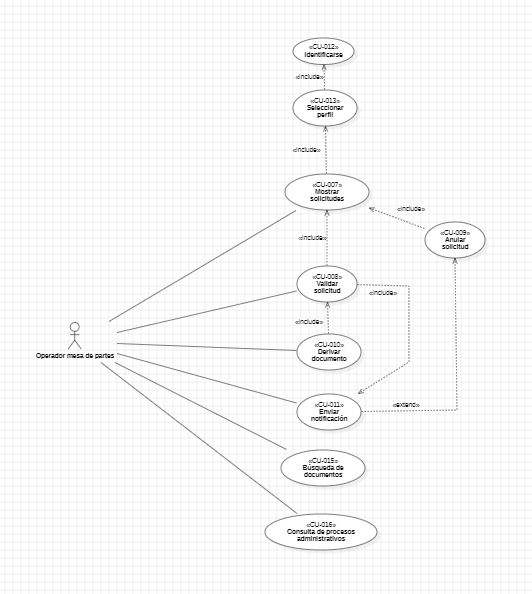 «CU-012»
Identificarse
«include»
«CU-013»
Seleccionar
perfil
«include»
«CU-007»
Mostrar
solicitudes
«include»
«CU-009»
Anular
solicitud
«include»
«CU-008»
Validar
solicitud
«include»
«include»
«CU-010»
Derivar
documento
Operador mesa de partes
«CU-011»
Enviar
notificación
«extend»
«CU-015»
Búsqueda de
documentos
«CU-016»
Consulta de procesos
administrativos